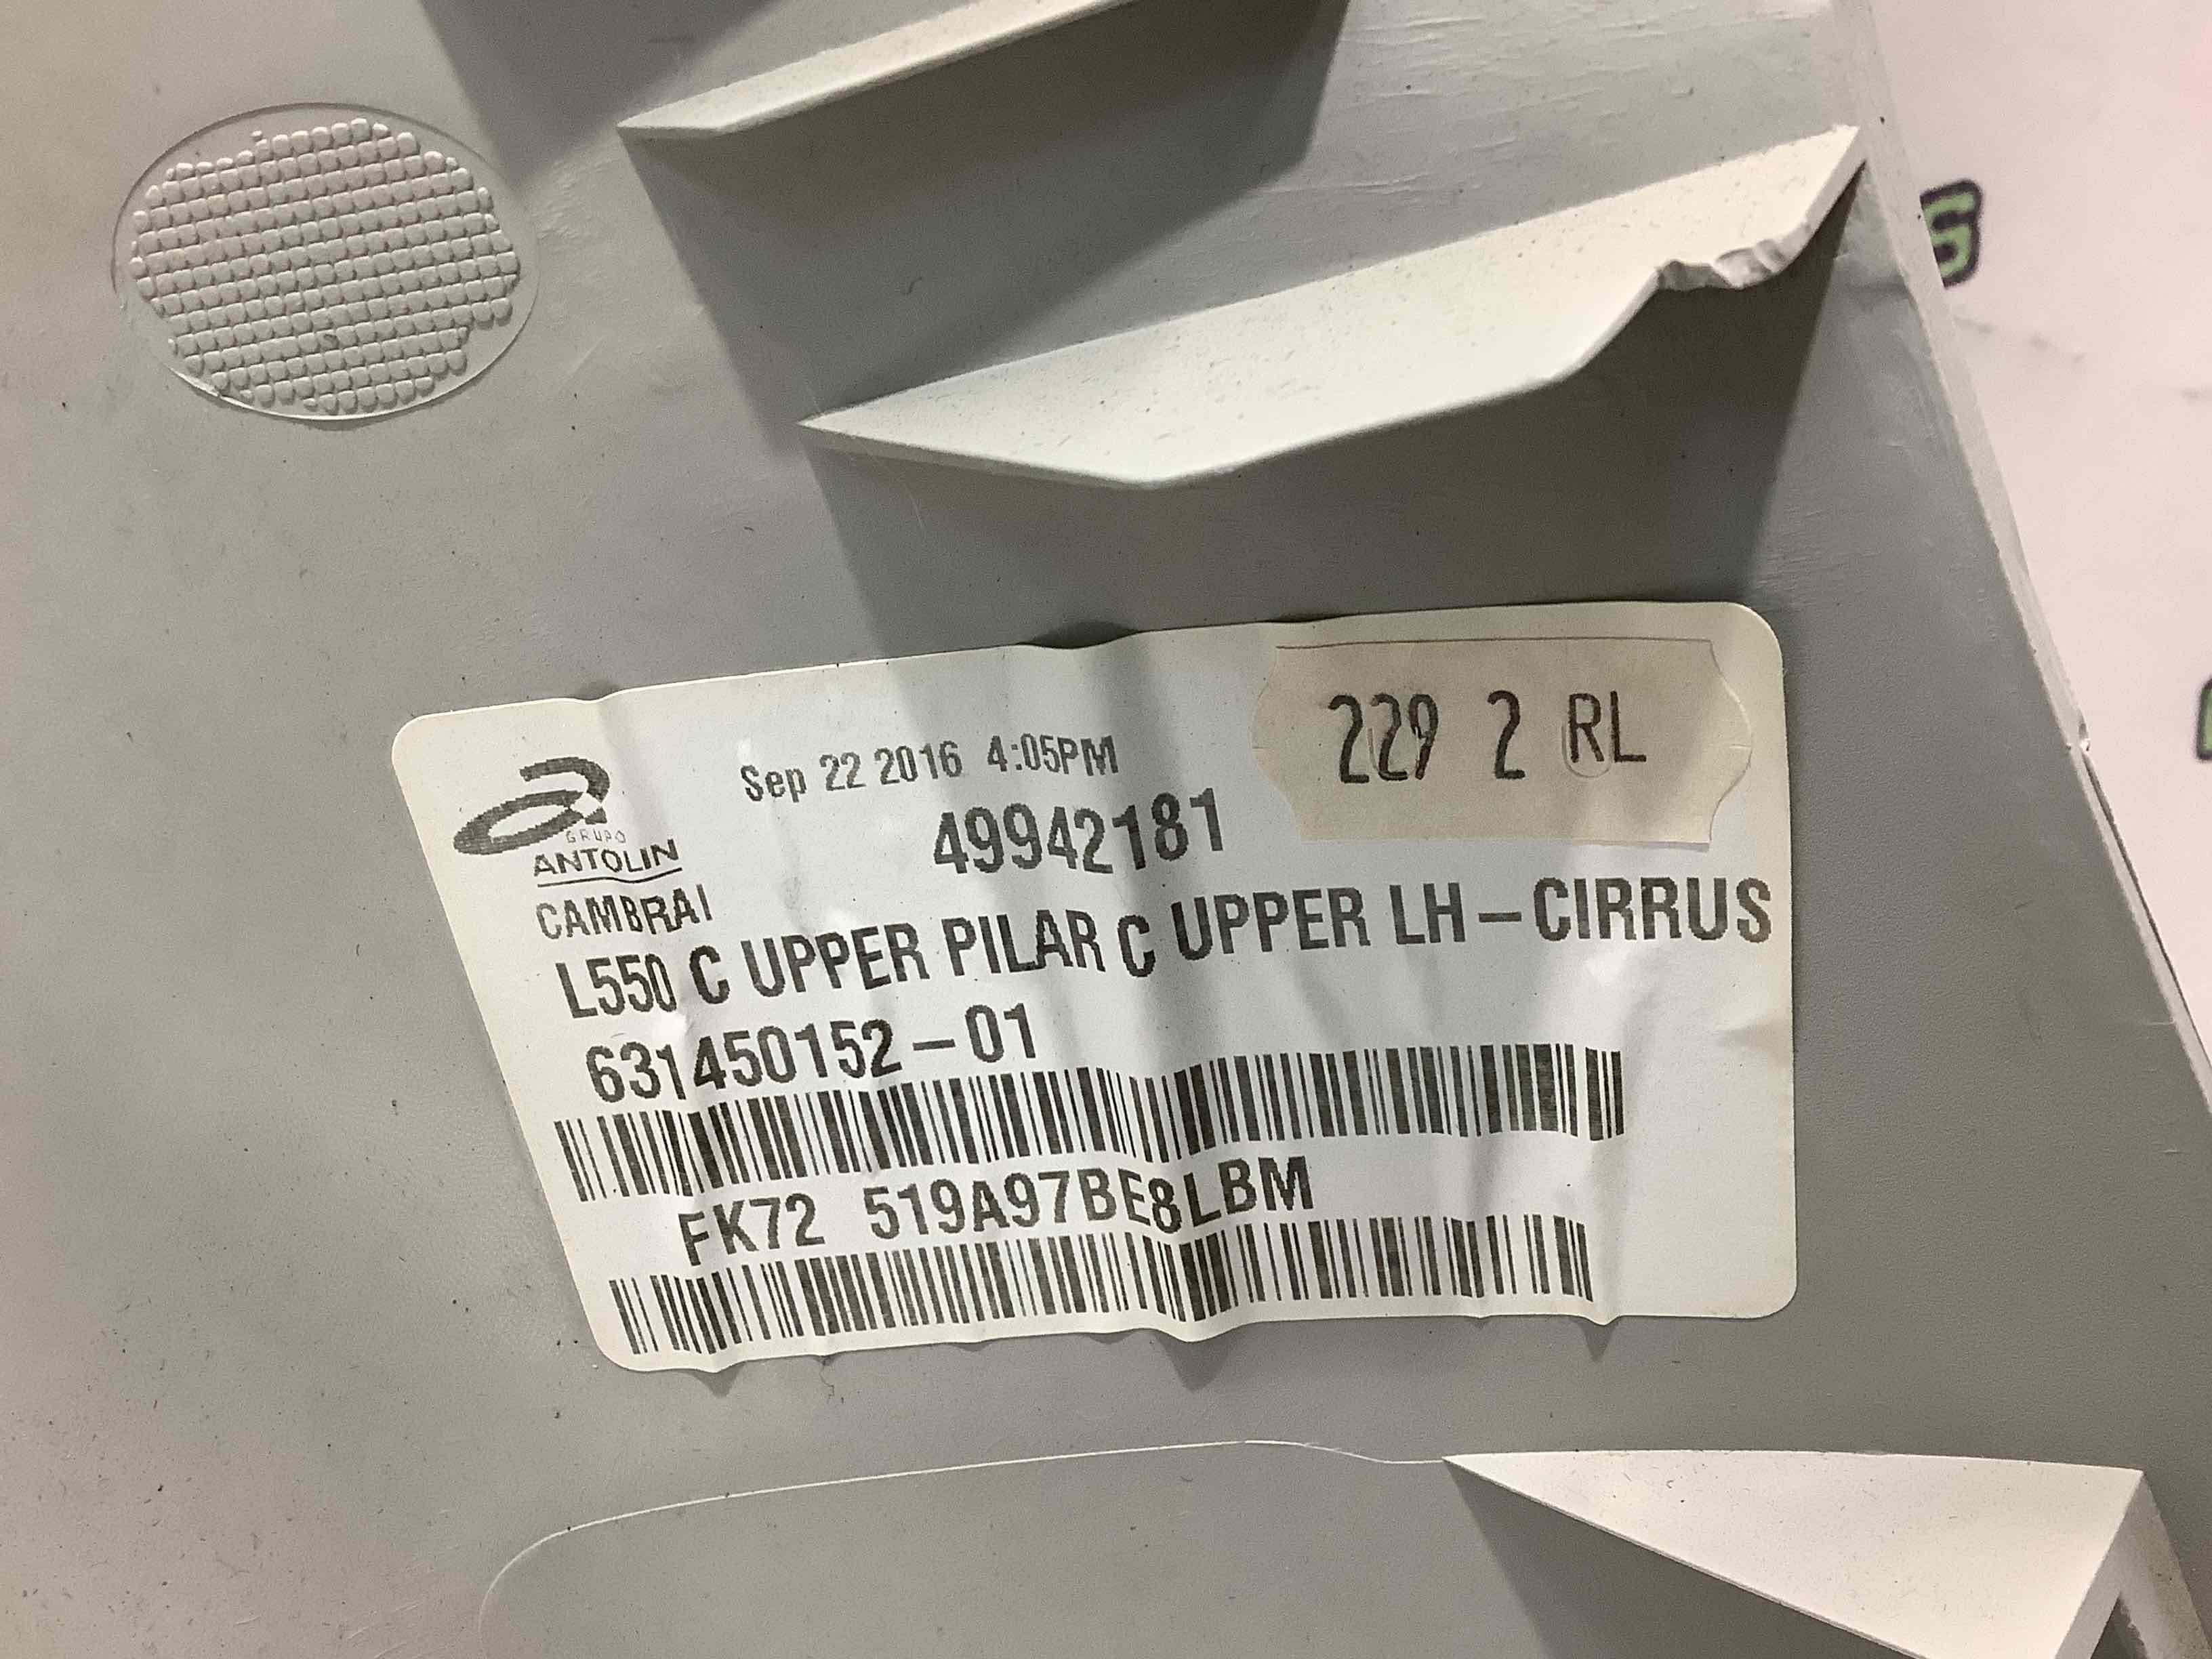 229 2 RL
Sep 22 2016 4:05PM
GRUPO
ANTOLIN
49942181
CAMBRAI
L550 C UPPER PILAR C UPPER LH-CIRRUS
631450152-01
FK72 519A97BE8LBM